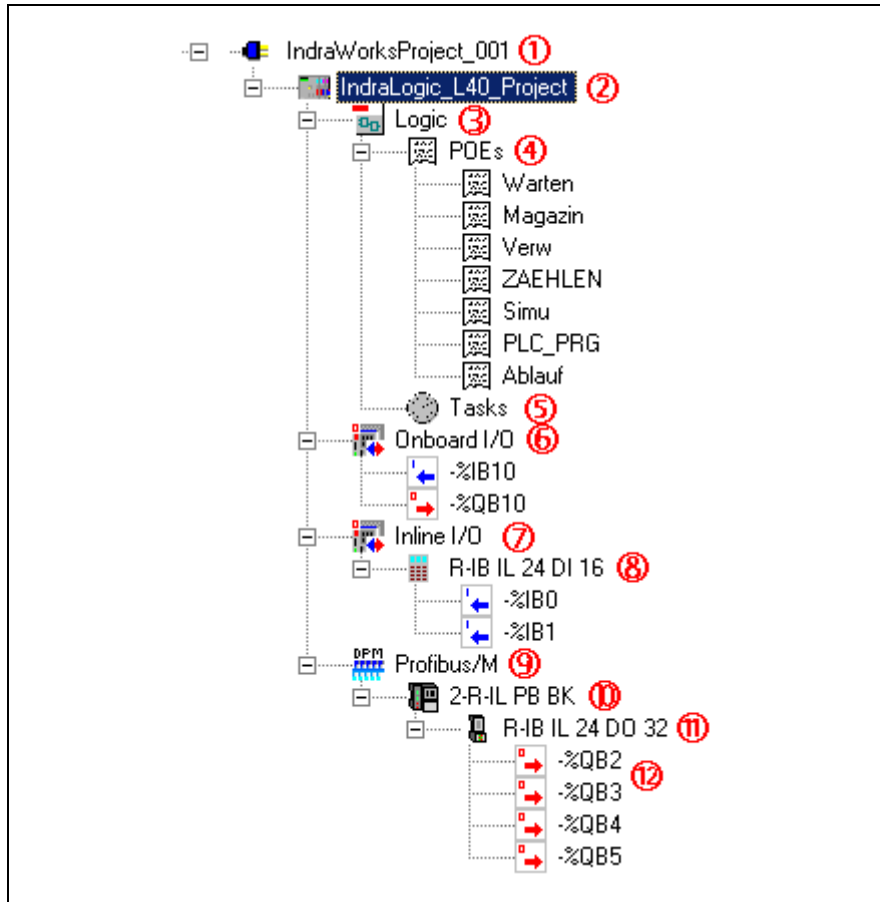 IndraWorksProject_001 ①
IndraLogic_L40_Project ②
Logic ③
POEs ④
Warten
Magazin
Verw
ZAEHLEN
Simu
PLC_PRG
Ablauf
Tasks ⑤
Onboard I/O ⑥
-%IB10
-%QB10
Inline I/O ⑦
R-IB IL 24 DI 16 ⑧
-%IB0
-%IB1
DPM
Profibus/M ⑨
2-R-IL PB BK ⑩
R-IB IL 24 DO 32 ⑪
-%QB2
⑫
-%QB3
-%QB4
-%QB5